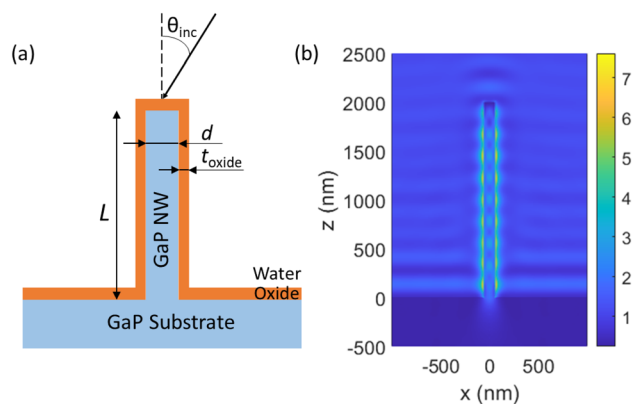 (a)
θinc
d
toxide
L
GaP NW
Water
Oxide
GaP Substrate
(b)
2500
2000
1500
1000
500
0
-500
z (nm)
-500 0 500
x (nm)
7
6
5
4
3
2
1